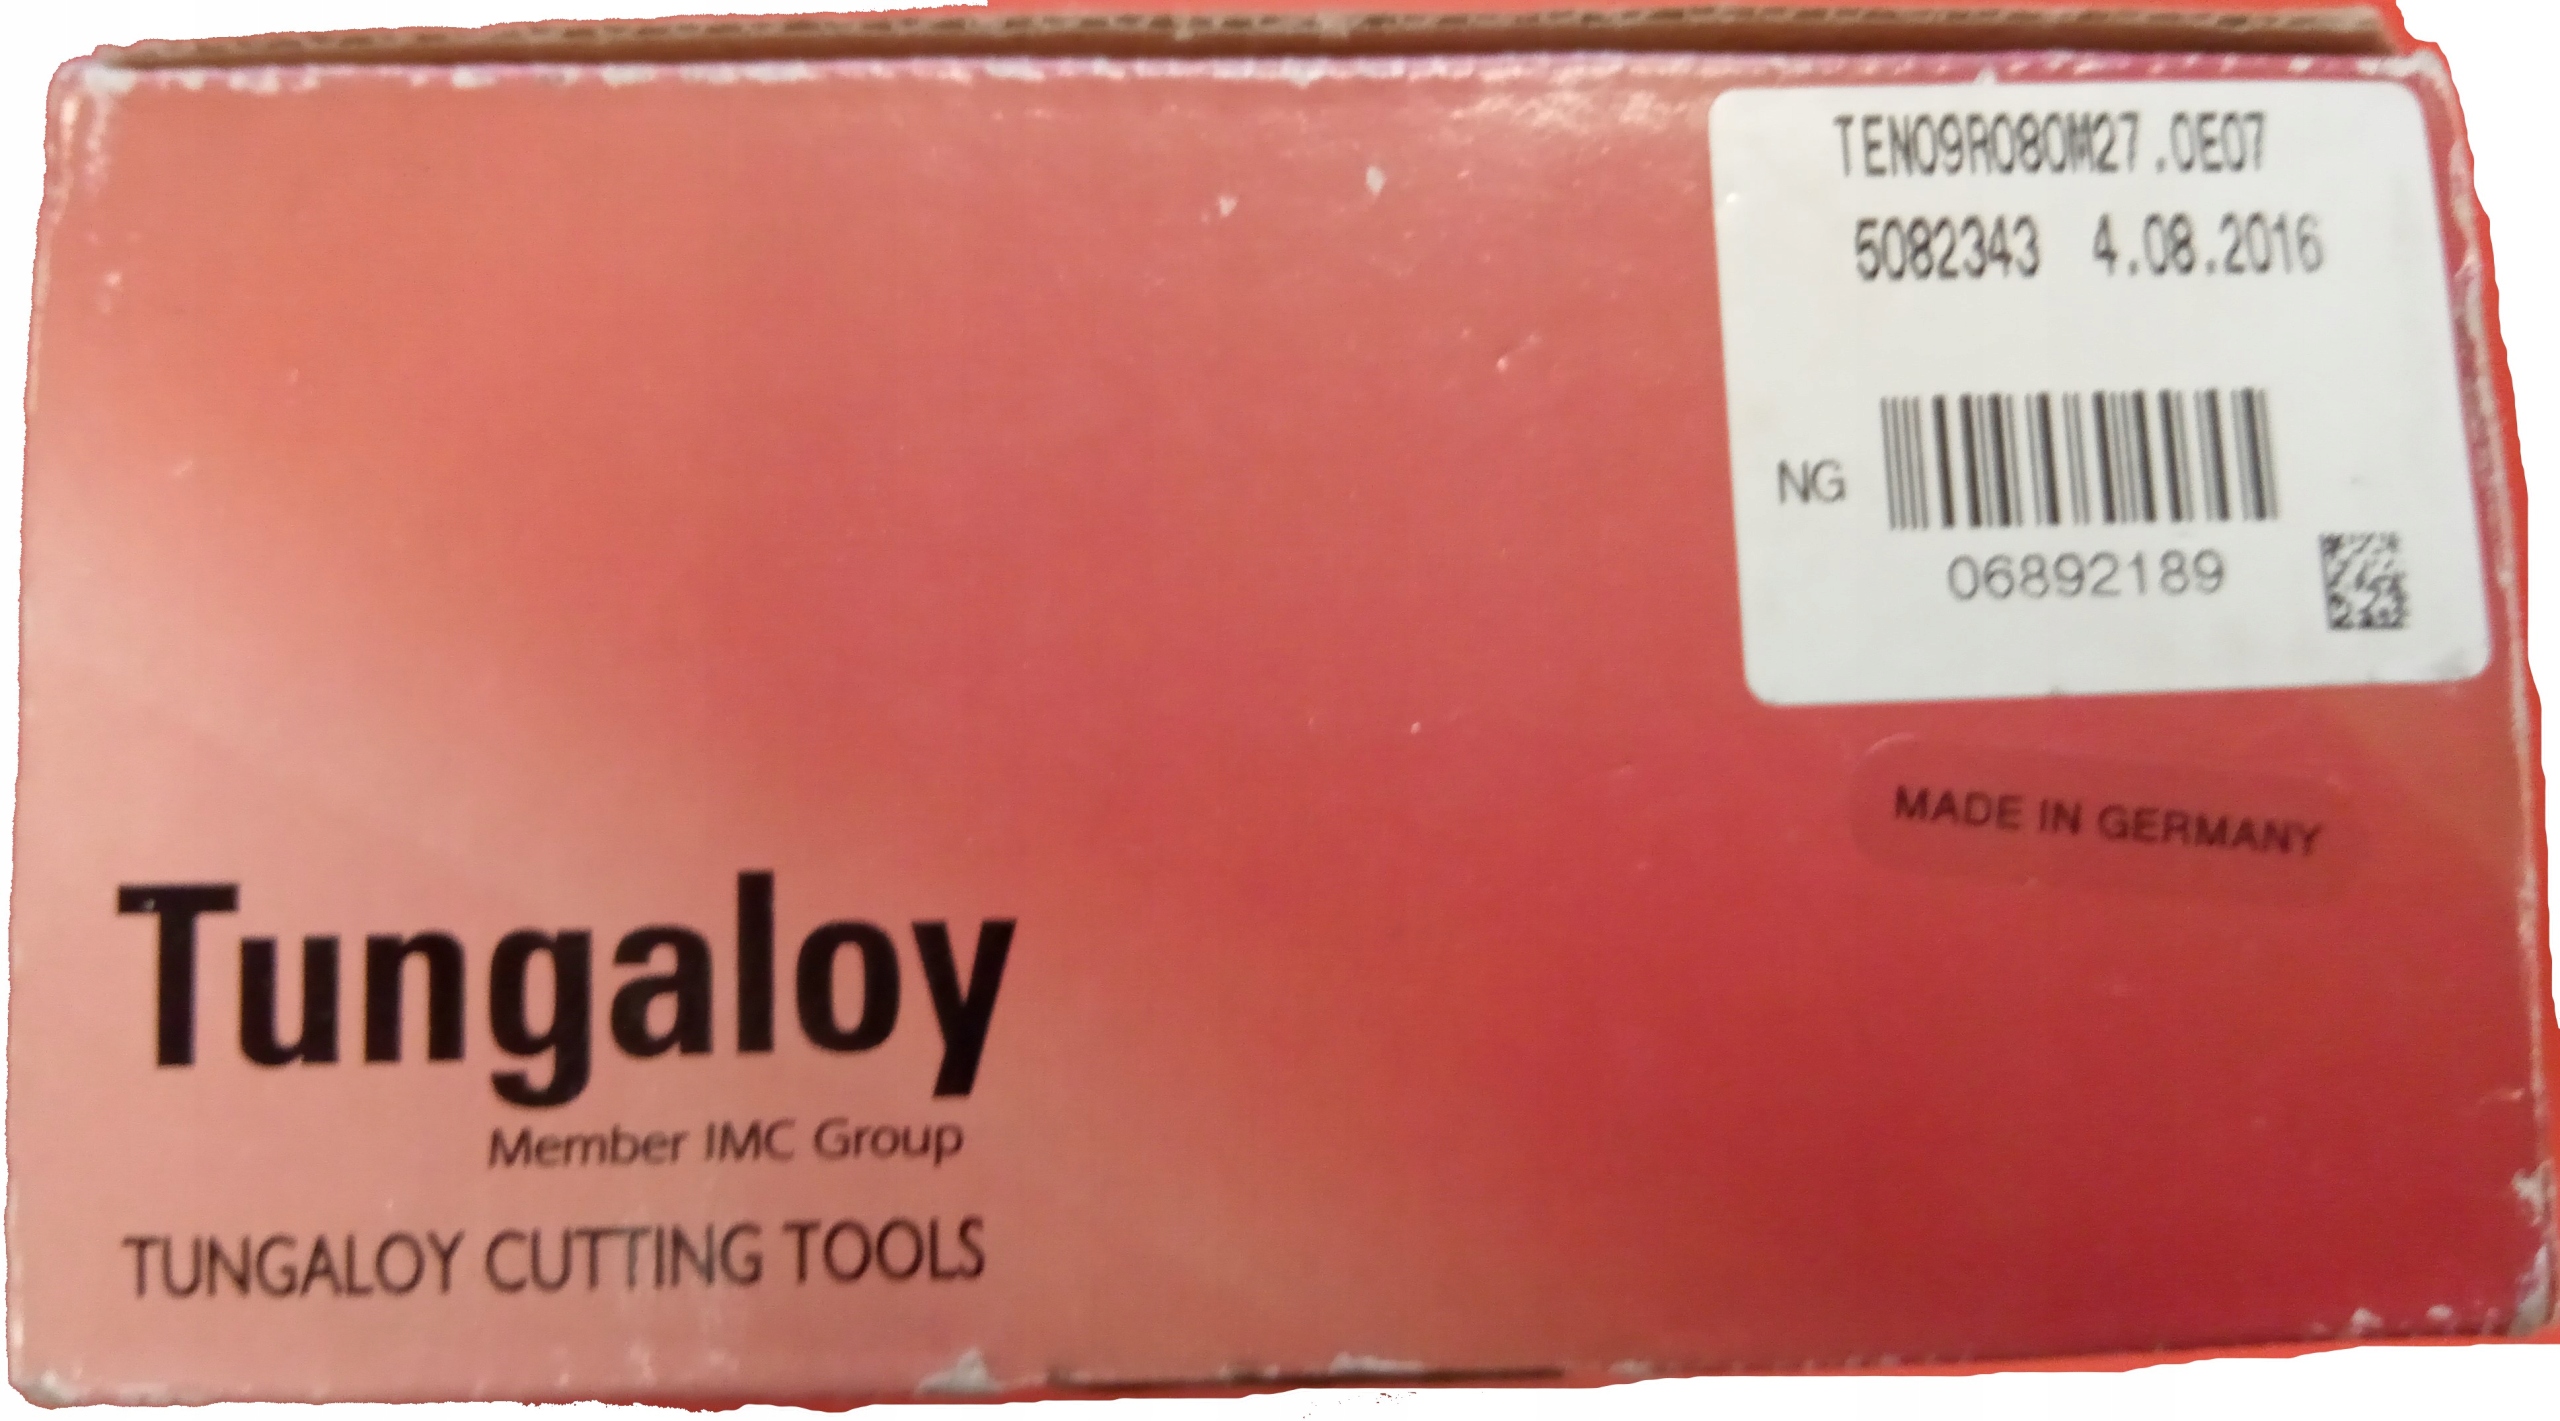 TEN09R080M27.0E07
5082343 4.08.2016
NG
06892189
MADE IN GERMANY
Tungaloy
Member IMC Group
TUNGALOY CUTTING TOOLS